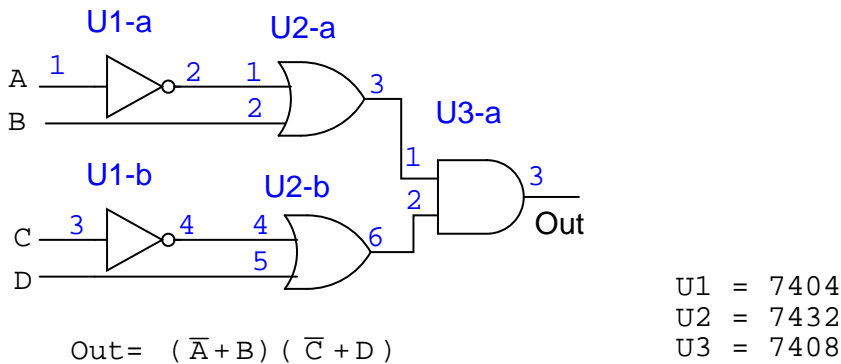 U1-a
U2-a
A 1 2 1 3
B 2
U3-a
1 3
U1-b U2-b 2
Out
C 3 4 4 6
D 5
U1 = 7404
U2 = 7432
U3 = 7408
Out= (A̅+B)(C̅+D)